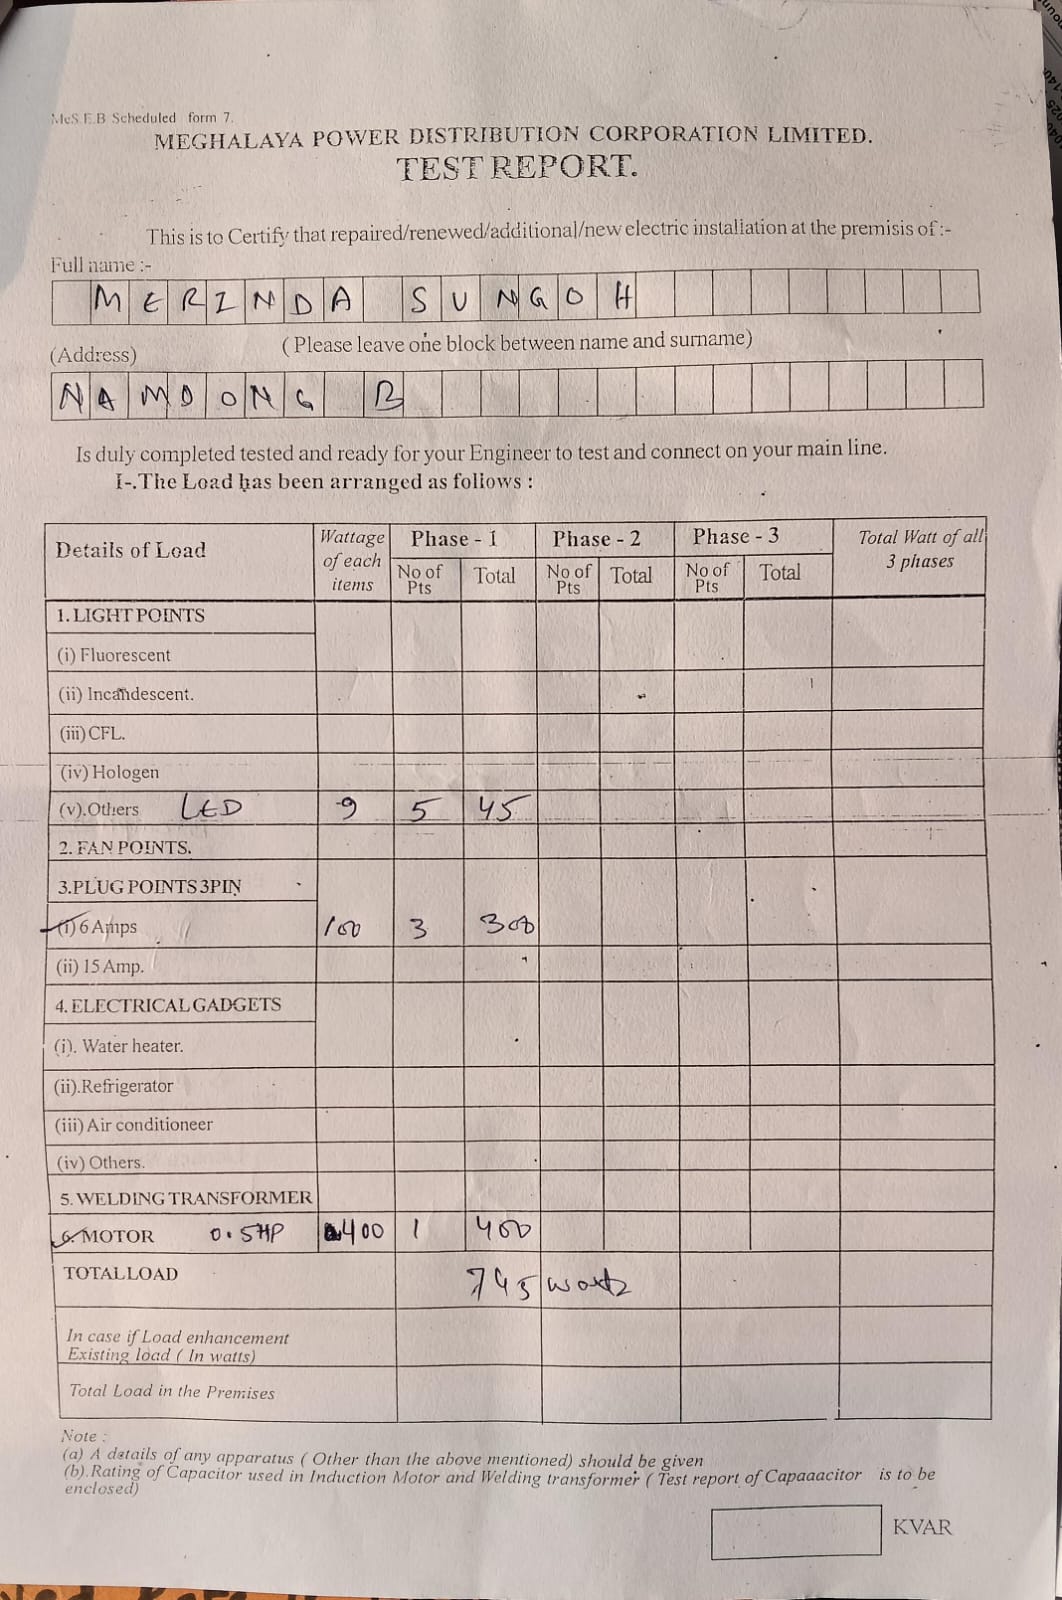 MeS.E.B Scheduled form 7.
MEGHALAYA POWER DISTRIBUTION CORPORATION LIMITED.
TEST REPORT.
This is to Certify that repaired/renewed/additional/new electric installation at the premisis of :-
Full name :-
MERINDA SUNGOH
(Address) ( Please leave one block between name and surname)
NAMDONG B
Is duly completed tested and ready for your Engineer to test and connect on your main line.
I-.The Load has been arranged as follows :
Details of Load Wattage of each items Phase - 1 Phase - 2 Phase - 3 Total Watt of all 3 phases
No of Pts Total No of Pts Total No of Pts Total
1. LIGHT POINTS
(i) Fluorescent
(ii) Incandescent.
(iii) CFL.
(iv) Hologen
(v).Others LED 9 5 45
2. FAN POINTS.
3.PLUG POINTS 3PIN
(i) 6 Amps 100 3 300
(ii) 15 Amp.
4. ELECTRICAL GADGETS
(i). Water heater.
(ii).Refrigerator
(iii) Air conditioneer
(iv) Others.
5. WELDING TRANSFORMER
6. MOTOR 0.5HP 400 1 400
TOTAL LOAD 745 watts
In case if Load enhancement
Existing load ( In watts)
Total Load in the Premises
Note :
(a) A details of any apparatus ( Other than the above mentioned) should be given
(b).Rating of Capacitor used in Induction Motor and Welding transformer ( Test report of Capaaacitor is to be
enclosed)
KVAR